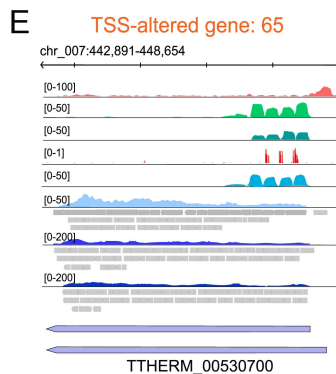 E
TSS-altered gene: 65
chr_007:442,891-448,654
[0-100]
[0-50]
[0-50]
[0-1]
[0-50]
[0-50]
[0-200]
[0-200]
TTHERM_00530700